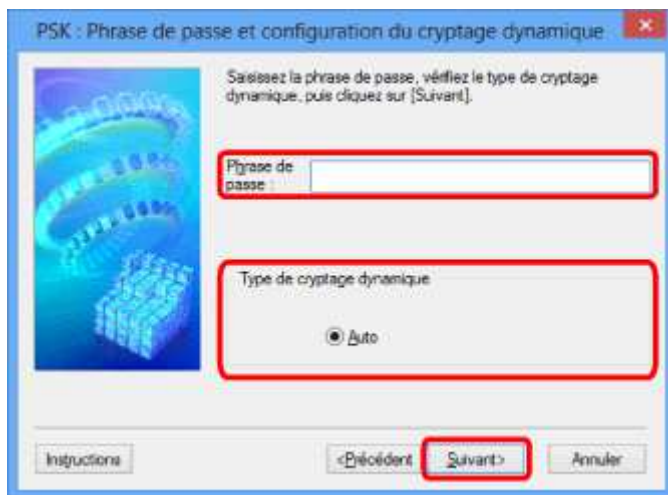 PSK : Phrase de passe et configuration du cryptage dynamique
Saisissez la phrase de passe, vérifiez le type de cryptage
dynamique, puis cliquez sur [Suivant].
Phrase de
passe :
Type de cryptage dynamique
Auto
Instructions
<Précédent
Suivant>
Annuler